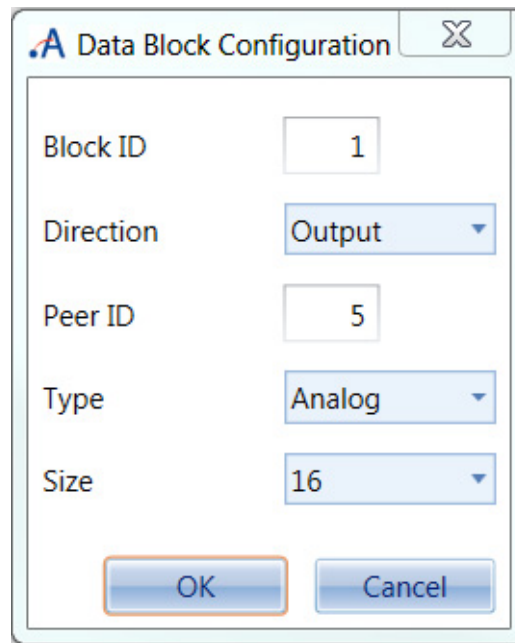 Data Block Configuration
Block ID 1
Direction Output
Peer ID 5
Type Analog
Size 16
OK Cancel